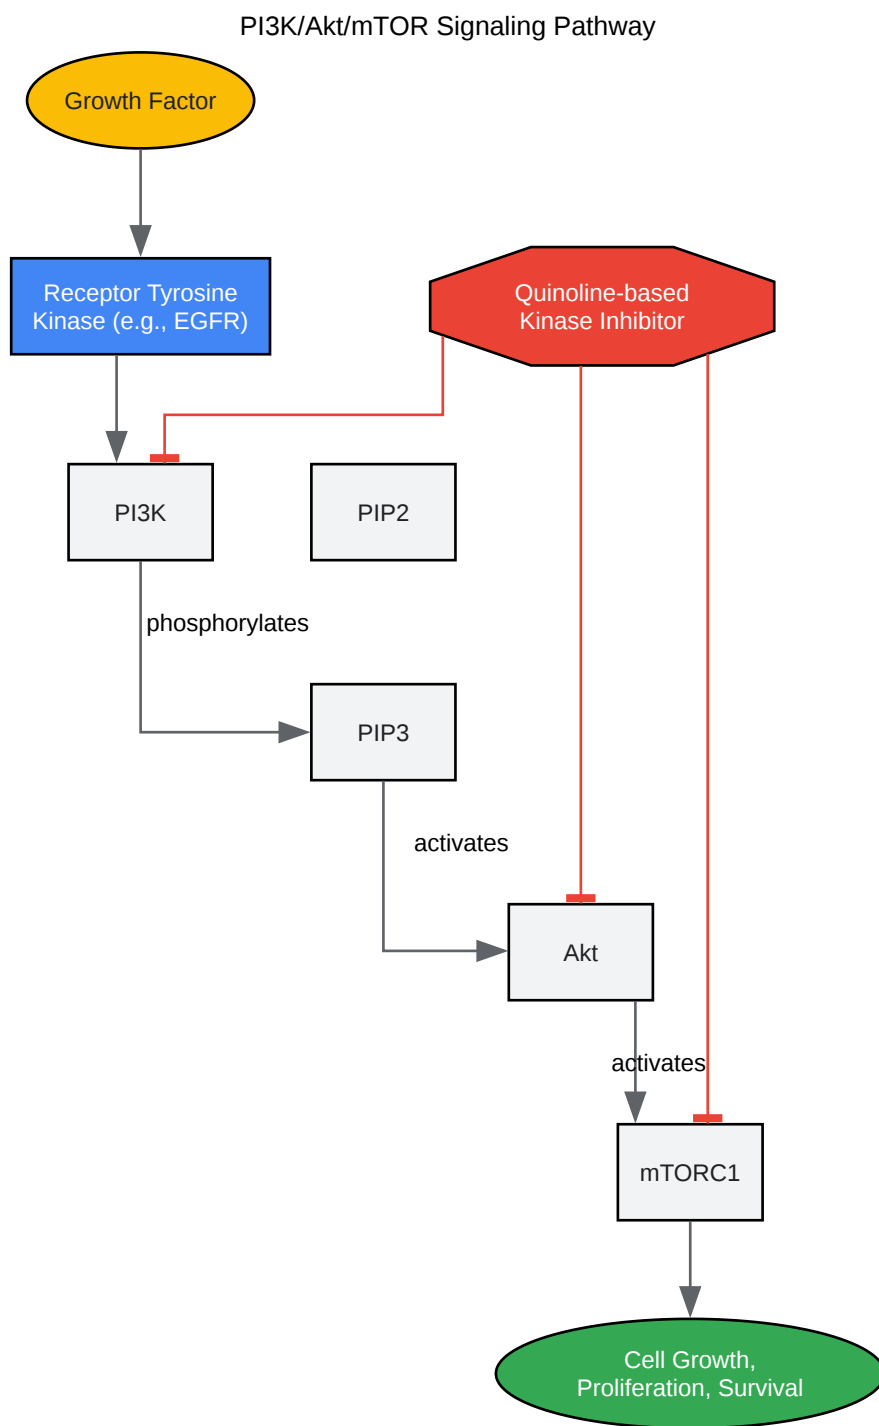 PI3K/Akt/mTOR Signaling Pathway
Growth Factor
Receptor Tyrosine
Kinase (e.g., EGFR)
Quinoline-based
Kinase Inhibitor
PI3K
PIP2
phosphorylates
PIP3
activates
Akt
activates
mTORC1
Cell Growth,
Proliferation, Survival